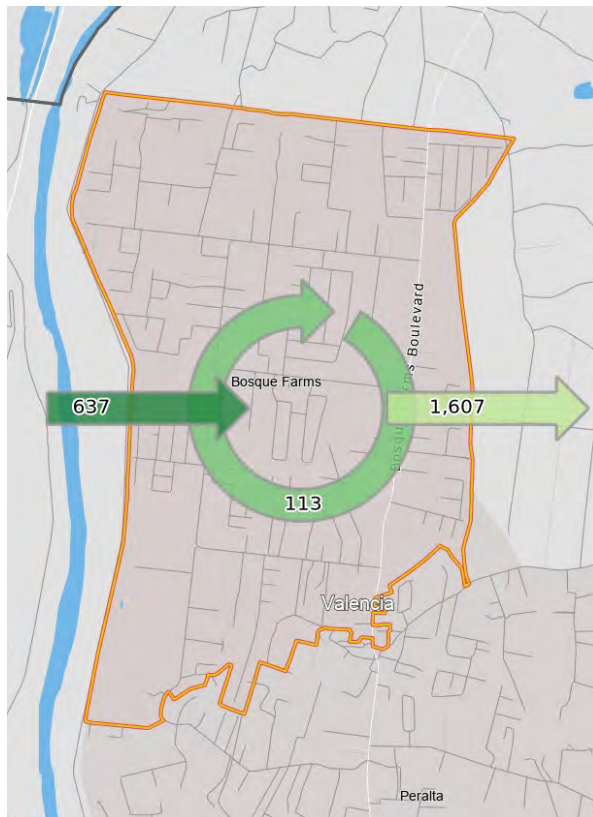 Bosque Farms Boulevard
Bosque Farms
637
1,607
113
Valencia
Peralta